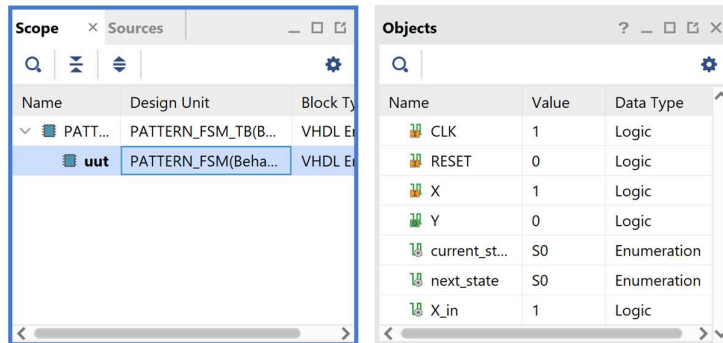 Scope × Sources
Name Design Unit Block Ty
PATT... PATTERN_FSM_TB(B... VHDL En
uut PATTERN_FSM(Beha... VHDL En
Objects ?
Name Value Data Type
CLK 1 Logic
RESET 0 Logic
X 1 Logic
Y 0 Logic
current_st... S0 Enumeration
next_state S0 Enumeration
X_in 1 Logic